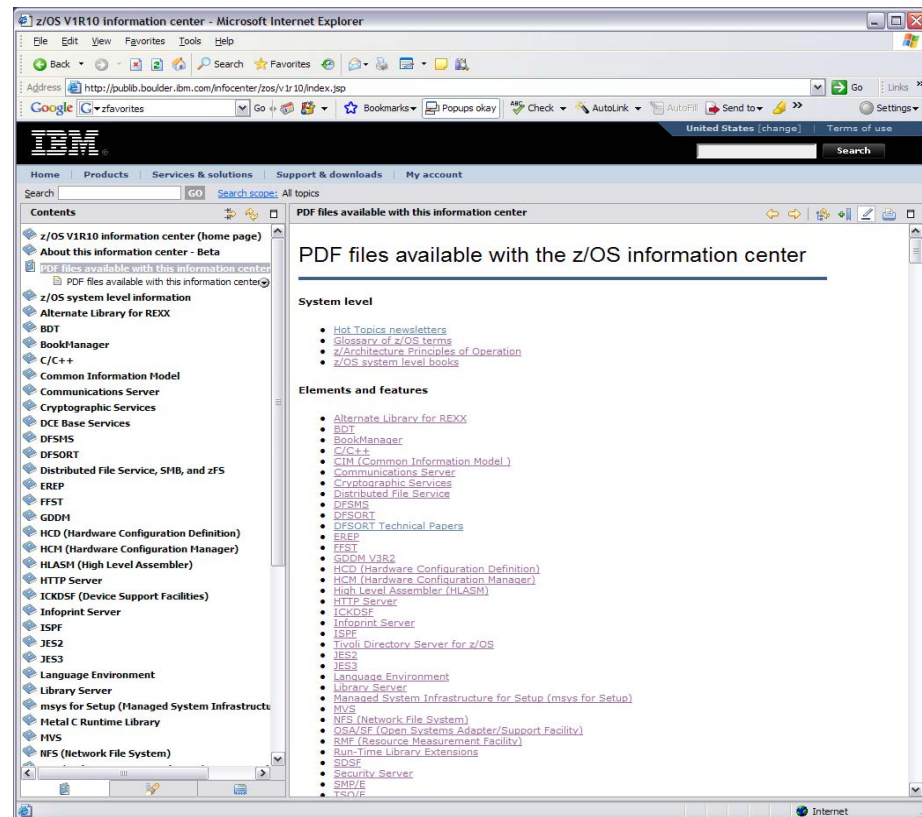 z/OS V1R10 information center - Microsoft Internet Explorer
File Edit View Favorites Tools Help
Back Search Favorites
Address http://publib.boulder.ibm.com/infocenter/zos/v1r10/index.jsp Go Links
Google zfavorites Go Bookmarks Popups okay Check AutoLink AutoFill Send to Settings
United States [change] Terms of use
IBM
Search
Home Products Services & solutions Support & downloads My account
Search GO Search scope: All topics
Contents
z/OS V1R10 information center (home page)
About this information center - Beta
PDF files available with this information center
PDF files available with this information center
z/OS system level information
Alternate Library for REXX
BDT
BookManager
C/C++
Common Information Model
Communications Server
Cryptographic Services
DCE Base Services
DFSMS
DFSORT
Distributed File Service, SMB, and zFS
EREP
FFST
GDDM
HCD (Hardware Configuration Definition)
HCM (Hardware Configuration Manager)
HLASM (High Level Assembler)
HTTP Server
ICKDSF (Device Support Facilities)
Infoprint Server
ISPF
JES2
JES3
Language Environment
Library Server
msys for Setup (Managed System Infrastructu
Metal C Runtime Library
MVS
NFS (Network File System)
PDF files available with this information center
PDF files available with the z/OS information center
System level
Hot Topics newsletters
Glossary of z/OS terms
z/Architecture Principles of Operation
z/OS system level books
Elements and features
Alternate Library for REXX
BDT
BookManager
C/C++
CIM (Common Information Model )
Communications Server
Cryptographic Services
Distributed File Service
DFSMS
DFSORT
DFSORT Technical Papers
EREP
FFST
GDDM V3R2
HCD (Hardware Configuration Definition)
HCM (Hardware Configuration Manager)
High Level Assembler (HLASM)
HTTP Server
ICKDSF
Infoprint Server
ISPF
Tivoli Directory Server for z/OS
JES2
JES3
Language Environment
Library Server
Managed System Infrastructure for Setup (msys for Setup)
MVS
NFS (Network File System)
OSA/SF (Open Systems Adapter/Support Facility)
RMF (Resource Measurement Facility)
Run-Time Library Extensions
SDSF
Security Server
SMP/E
TSO/E
Internet